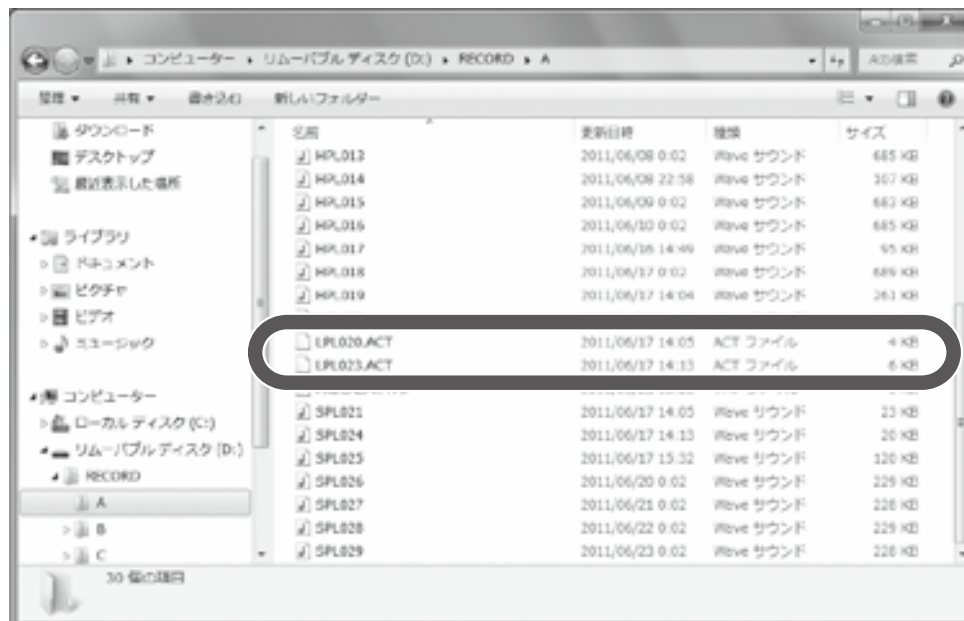 コンピューター ▸ リムーバブル ディスク (D:) ▸ RECORD ▸ A
Aの検索
整理 ▼ 共有 ▼ 書き込む 新しいフォルダー
ダウンロード
デスクトップ
最近表示した場所
ライブラリ
ドキュメント
ピクチャ
ビデオ
ミュージック
コンピューター
ローカル ディスク (C:)
リムーバブル ディスク (D:)
RECORD
A
B
C
名前 更新日時 種類 サイズ
HPL013 2011/06/08 0:02 Wave サウンド 685 KB
HPL014 2011/06/08 22:58 Wave サウンド 107 KB
HPL015 2011/06/09 0:02 Wave サウンド 683 KB
HPL016 2011/06/10 0:02 Wave サウンド 685 KB
HPL017 2011/06/16 14:49 Wave サウンド 95 KB
HPL018 2011/06/17 0:02 Wave サウンド 689 KB
HPL019 2011/06/17 14:04 Wave サウンド 261 KB
LPL020.ACT 2011/06/17 14:05 ACT ファイル 4 KB
LPL023.ACT 2011/06/17 14:13 ACT ファイル 6 KB
SPL021 2011/06/17 14:05 Wave サウンド 23 KB
SPL024 2011/06/17 14:13 Wave サウンド 20 KB
SPL025 2011/06/17 15:32 Wave サウンド 120 KB
SPL026 2011/06/20 0:02 Wave サウンド 229 KB
SPL027 2011/06/21 0:02 Wave サウンド 228 KB
SPL028 2011/06/22 0:02 Wave サウンド 229 KB
SPL029 2011/06/23 0:02 Wave サウンド 228 KB
30 個の項目